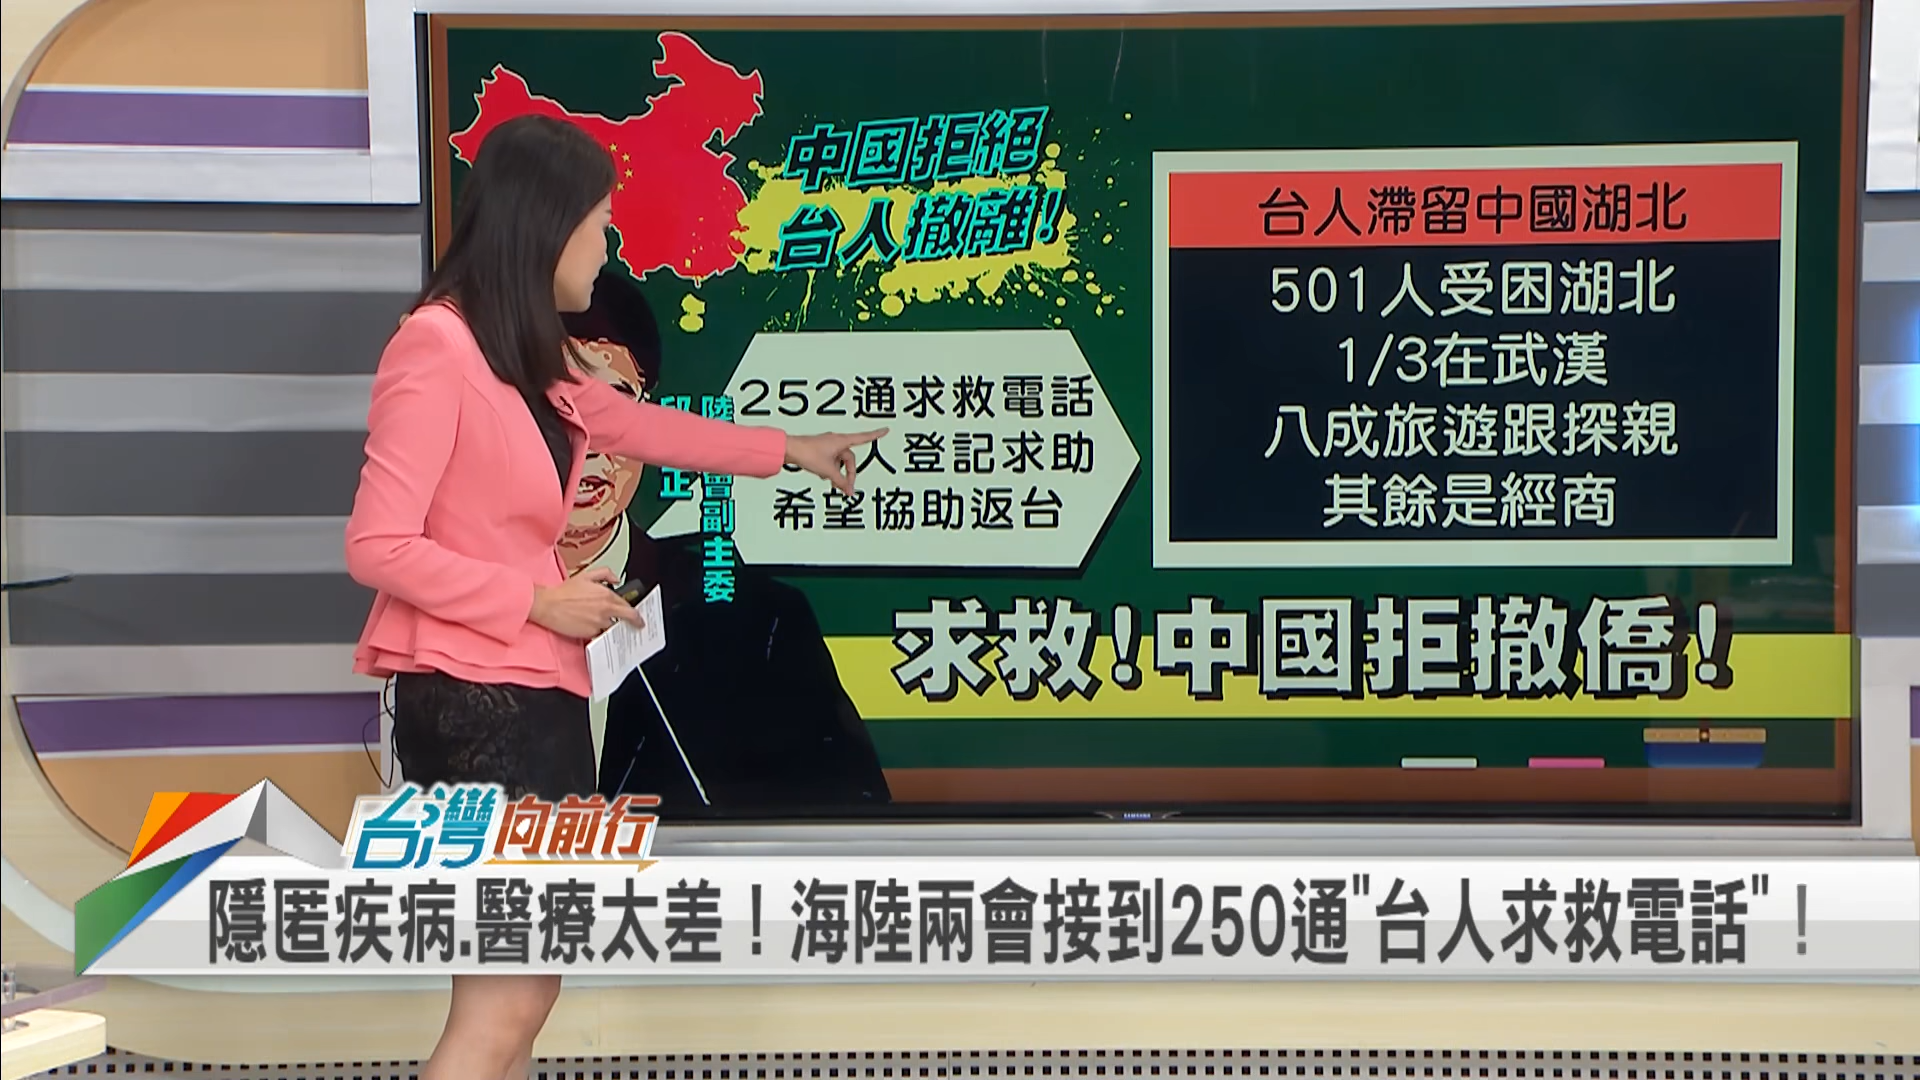 中國拒絕
台人撤離!
台人滯留中國湖北
501人受困湖北
1/3在武漢
八成旅遊跟探親
其餘是經商
252通求救電話
人登記求助
希望協助返台
會副主委
求救!中國拒撤僑!
SAMSUNG
台灣向前行
隱匿疾病.醫療太差!海陸兩會接到250通"台人求救電話"!